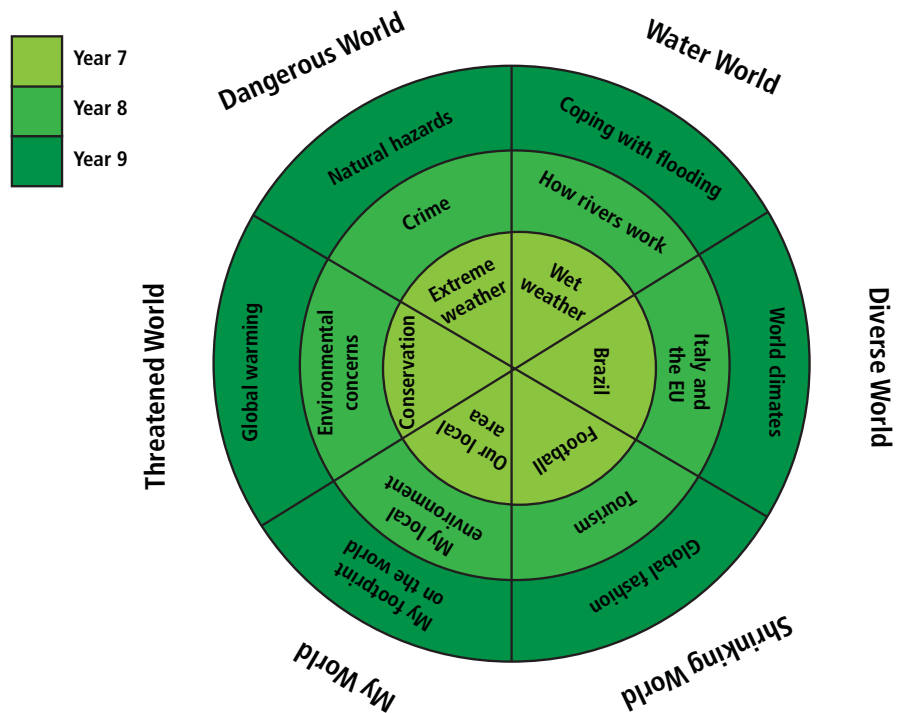 Year 7
Year 8
Year 9
Dangerous World
Natural hazards
Crime
Extreme
weather
Water World
Coping with flooding
How rivers work
Wet
weather
Diverse World
World climates
Italy and
the EU
Brazil
Shrinking World
Global fashion
Tourism
Football
My World
My footprint
on the world
My local
environment
Our local
area
Threatened World
Global warming
Environmental
concerns
Conservation